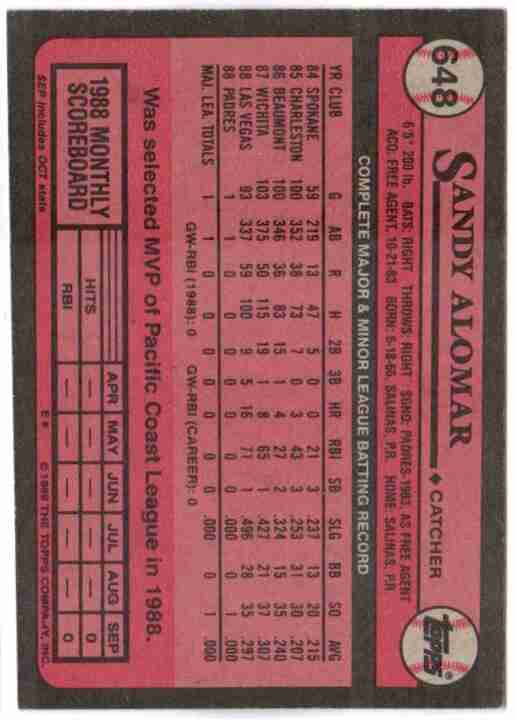 648
SANDY ALOMAR ♦ CATCHER
TOPPS
6'5" 200 lb. BATS: RIGHT THROWS: RIGHT SGND: PADRES-1983, AS FREE AGENT
ACQ: FREE AGENT, 10-21-83 BORN: 6-18-66 SALINAS, P.R. HOME: SALINAS, P.R.
COMPLETE MAJOR & MINOR LEAGUE BATTING RECORD
YR CLUB G AB R H 2B 3B HR RBI SB SLG BB SO AVG
84 SPOKANE 59 219 13 47 5 0 0 21 3 .237 13 20 .215
85 CHARLESTON 100 352 38 73 7 0 3 43 3 .253 31 30 .207
86 BEAUMONT 100 346 36 83 15 1 4 27 2 .324 15 35 .240
87 WICHITA 103 375 50 115 19 1 8 65 1 .427 21 37 .307
88 LAS VEGAS 93 337 59 100 9 5 16 71 1 .496 28 35 .297
88 PADRES 1 1 0 0 0 0 0 0 0 .000 0 1 .000
MAJ. LEA. TOTALS 1 1 0 0 0 0 0 0 0 .000 0 1 .000
GW-RBI (1988): 0 GW-RBI (CAREER): 0
Was selected MVP of Pacific Coast League in 1988.
1988 MONTHLY SCOREBOARD
APR MAY JUN JUL AUG SEP
HITS — — — — — 0
RBI — — — — — 0
SEP includes OCT stats
E* © 1989 THE TOPPS COMPANY, INC.